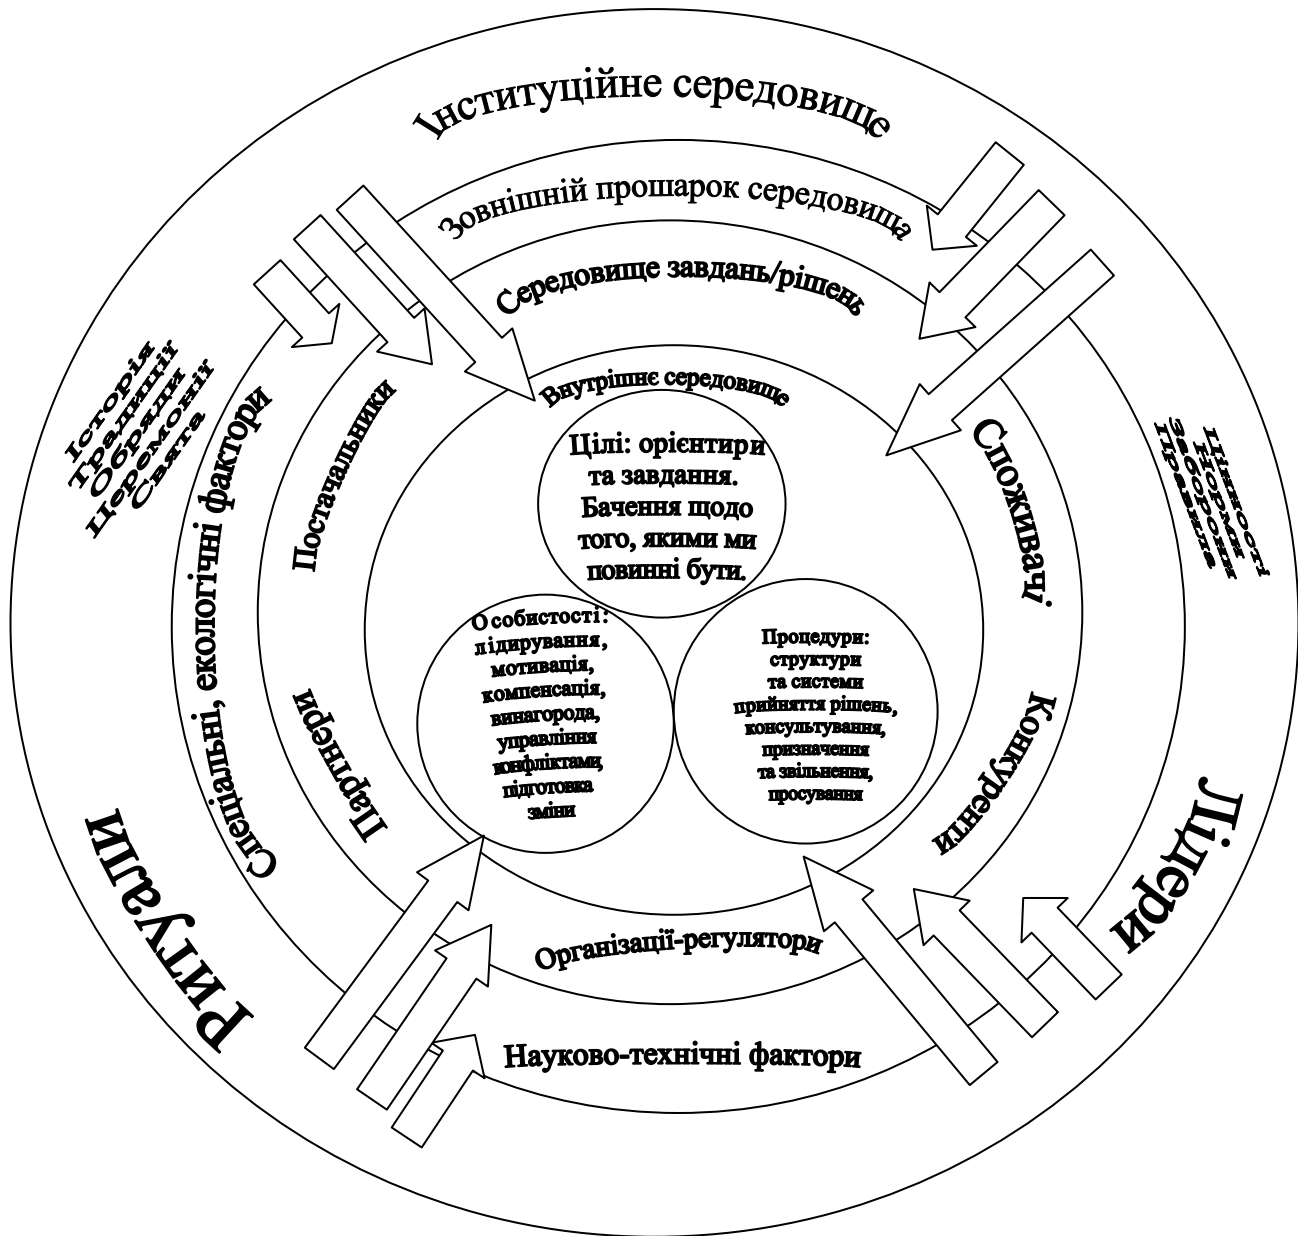 Інституційне середовище
Зовнішній прошарок середовища
Середовище завдань/рішень
Внутрішнє середовище
Цілі: орієнтири
та завдання.
Бачення щодо
того, якими ми
повинні бути.
Особистості:
лідирування,
мотивація,
компенсація,
винагорода,
управління
конфліктами,
підготовка
зміни
Процедури:
структури
та системи
прийняття рішень,
консультування,
призначення
та звільнення,
просування
Історія
Традиції
Обряди
Церемонії
Свята
Спеціальні, екологічні фактори
Постачальники
Партнери
Споживачі
Конкуренти
Цінності
Норми
Заборони
Правила
Ритуали
Лідери
Організації-регулятори
Науково-технічні фактори